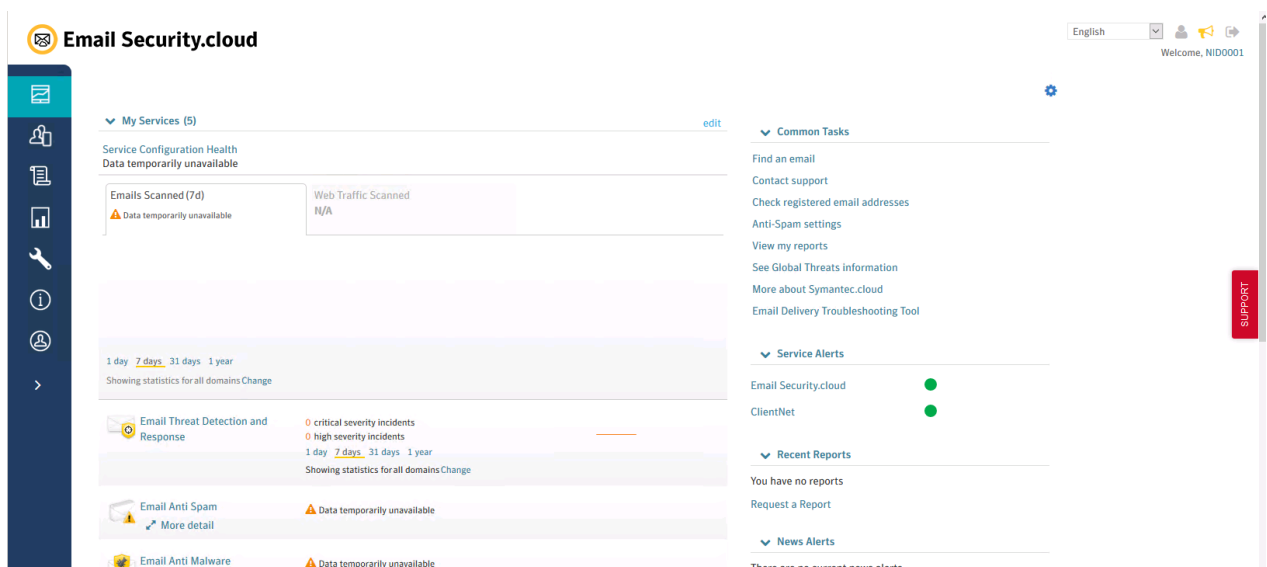 Email Security.cloud
English
Welcome, NID0001
My Services (5)
edit
Service Configuration Health
Data temporarily unavailable
Emails Scanned (7d)
Data temporarily unavailable
Web Traffic Scanned
N/A
1 day 7 days 31 days 1 year
Showing statistics for all domains Change
Email Threat Detection and
Response
0 critical severity incidents
0 high severity incidents
1 day 7 days 31 days 1 year
Showing statistics for all domains Change
Email Anti Spam
More detail
Data temporarily unavailable
Email Anti Malware
Data temporarily unavailable
Common Tasks
Find an email
Contact support
Check registered email addresses
Anti-Spam settings
View my reports
See Global Threats information
More about Symantec.cloud
Email Delivery Troubleshooting Tool
Service Alerts
Email Security.cloud
ClientNet
Recent Reports
You have no reports
Request a Report
News Alerts
There are no current news alerts
SUPPORT